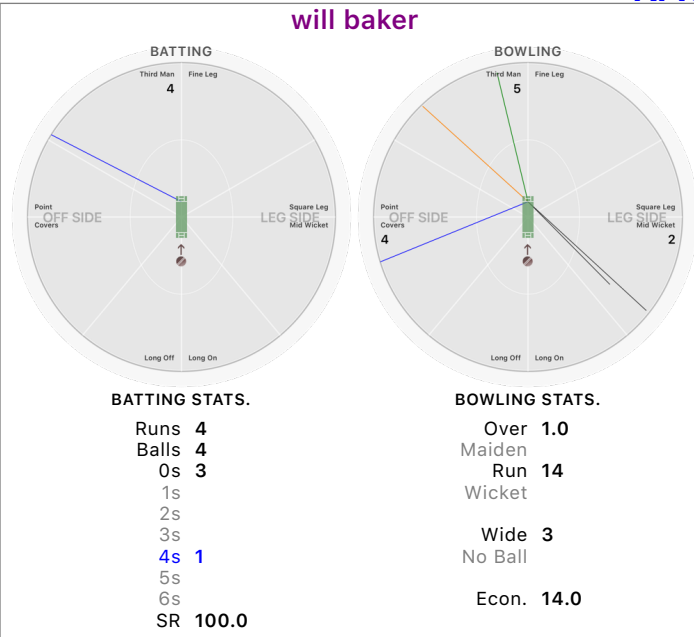 will baker
BATTING
Third Man Fine Leg
4
Point
OFF SIDE
Covers
Square Leg
LEG SIDE
Mid Wicket
Long Off Long On
BOWLING
Third Man Fine Leg
5
Point
OFF SIDE
Covers
4
Square Leg
LEG SIDE
Mid Wicket
2
Long Off Long On
BATTING STATS.
Runs 4
Balls 4
0s 3
1s
2s
3s
4s 1
5s
6s
SR 100.0
BOWLING STATS.
Over 1.0
Maiden
Run 14
Wicket
Wide 3
No Ball
Econ. 14.0